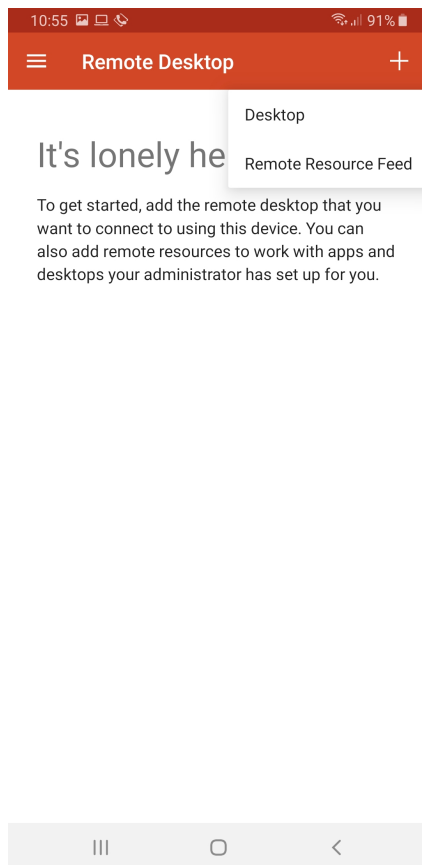 10:55 91%
Remote Desktop
Desktop
It's lonely he
Remote Resource Feed
To get started, add the remote desktop that you
want to connect to using this device. You can
also add remote resources to work with apps and
desktops your administrator has set up for you.